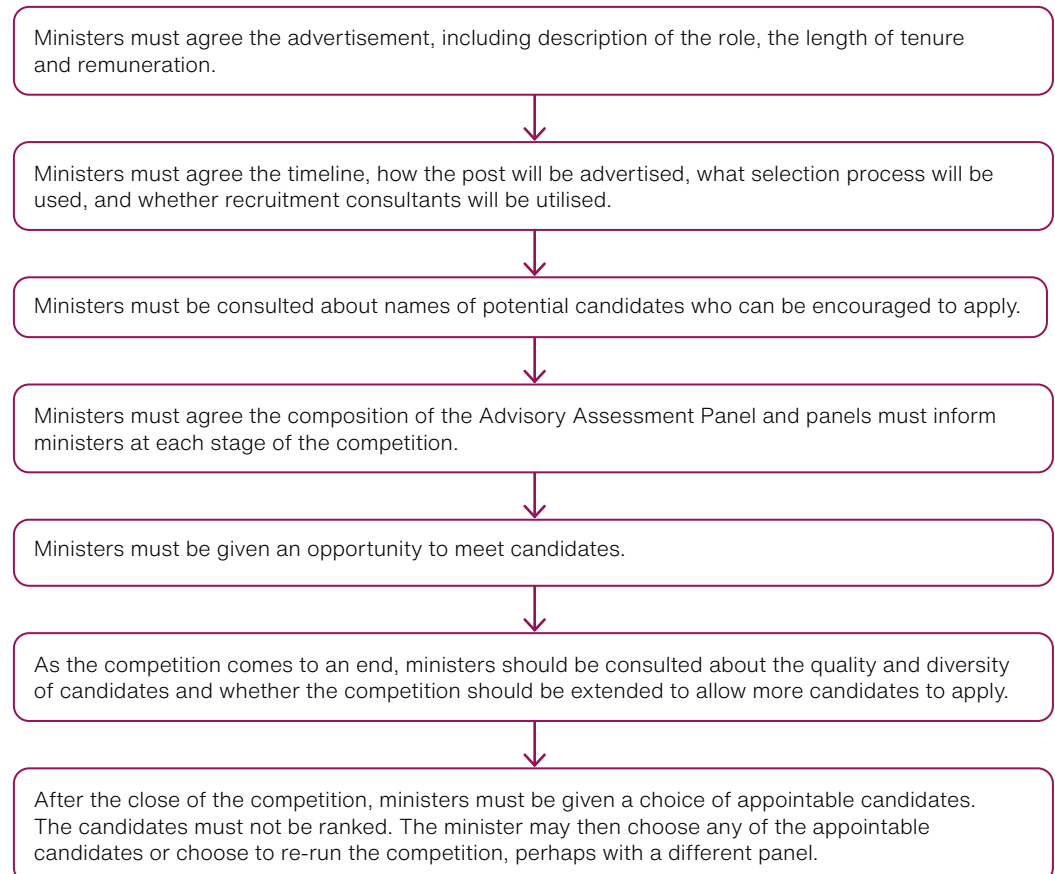 Ministers must agree the advertisement, including description of the role, the length of tenure
and remuneration.
Ministers must agree the timeline, how the post will be advertised, what selection process will be
used, and whether recruitment consultants will be utilised.
Ministers must be consulted about names of potential candidates who can be encouraged to apply.
Ministers must agree the composition of the Advisory Assessment Panel and panels must inform
ministers at each stage of the competition.
Ministers must be given an opportunity to meet candidates.
As the competition comes to an end, ministers should be consulted about the quality and diversity
of candidates and whether the competition should be extended to allow more candidates to apply.
After the close of the competition, ministers must be given a choice of appointable candidates.
The candidates must not be ranked. The minister may then choose any of the appointable
candidates or choose to re-run the competition, perhaps with a different panel.